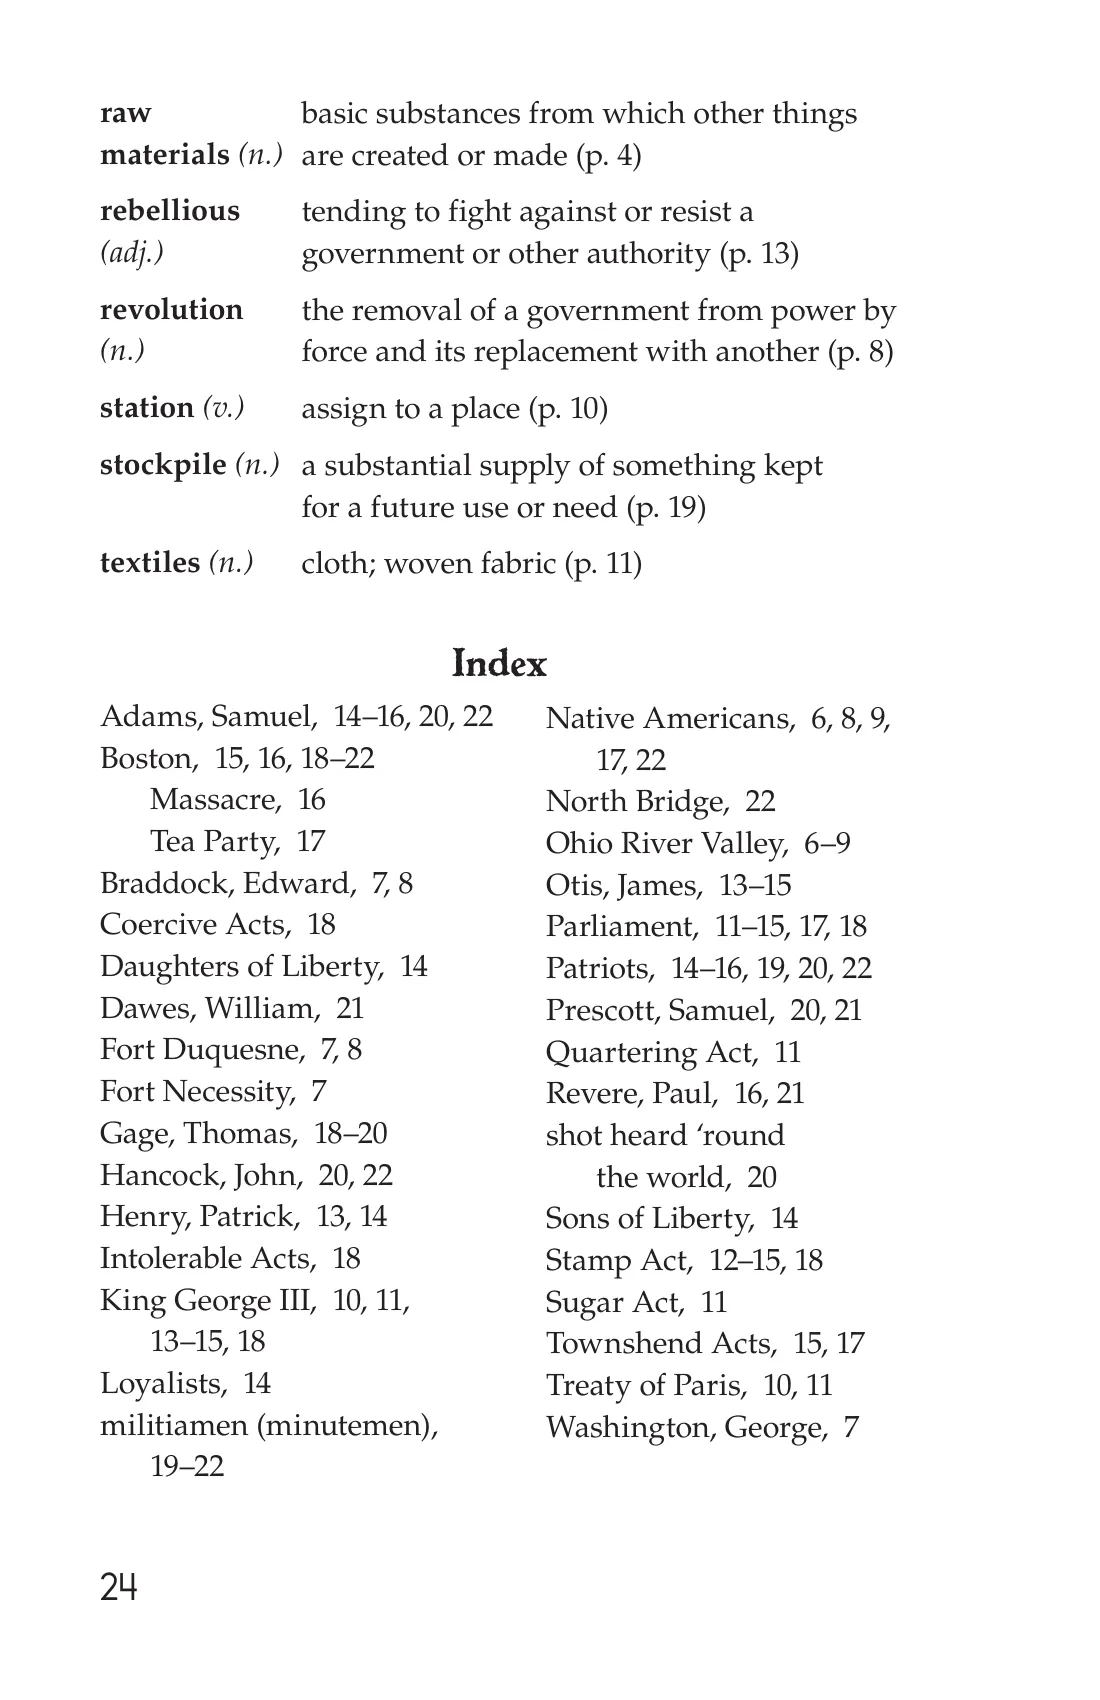 raw basic substances from which other things
materials (n.) are created or made (p. 4)
rebellious tending to fight against or resist a
(adj.) government or other authority (p. 13)
revolution the removal of a government from power by
(n.) force and its replacement with another (p. 8)
station (v.) assign to a place (p. 10)
stockpile (n.) a substantial supply of something kept
for a future use or need (p. 19)
textiles (n.) cloth; woven fabric (p. 11)
Index
Adams, Samuel, 14–16, 20, 22
Boston, 15, 16, 18–22
Massacre, 16
Tea Party, 17
Braddock, Edward, 7, 8
Coercive Acts, 18
Daughters of Liberty, 14
Dawes, William, 21
Fort Duquesne, 7, 8
Fort Necessity, 7
Gage, Thomas, 18–20
Hancock, John, 20, 22
Henry, Patrick, 13, 14
Intolerable Acts, 18
King George III, 10, 11,
13–15, 18
Loyalists, 14
militiamen (minutemen),
19–22
Native Americans, 6, 8, 9,
17, 22
North Bridge, 22
Ohio River Valley, 6–9
Otis, James, 13–15
Parliament, 11–15, 17, 18
Patriots, 14–16, 19, 20, 22
Prescott, Samuel, 20, 21
Quartering Act, 11
Revere, Paul, 16, 21
shot heard ‘round
the world, 20
Sons of Liberty, 14
Stamp Act, 12–15, 18
Sugar Act, 11
Townshend Acts, 15, 17
Treaty of Paris, 10, 11
Washington, George, 7
24